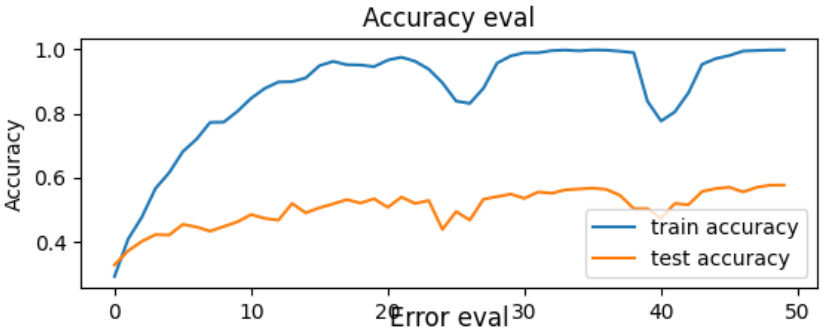 Accuracy eval
Accuracy
1.0
0.8
0.6
0.4
train accuracy
test accuracy
0 10 20 30 40 50
Error eval